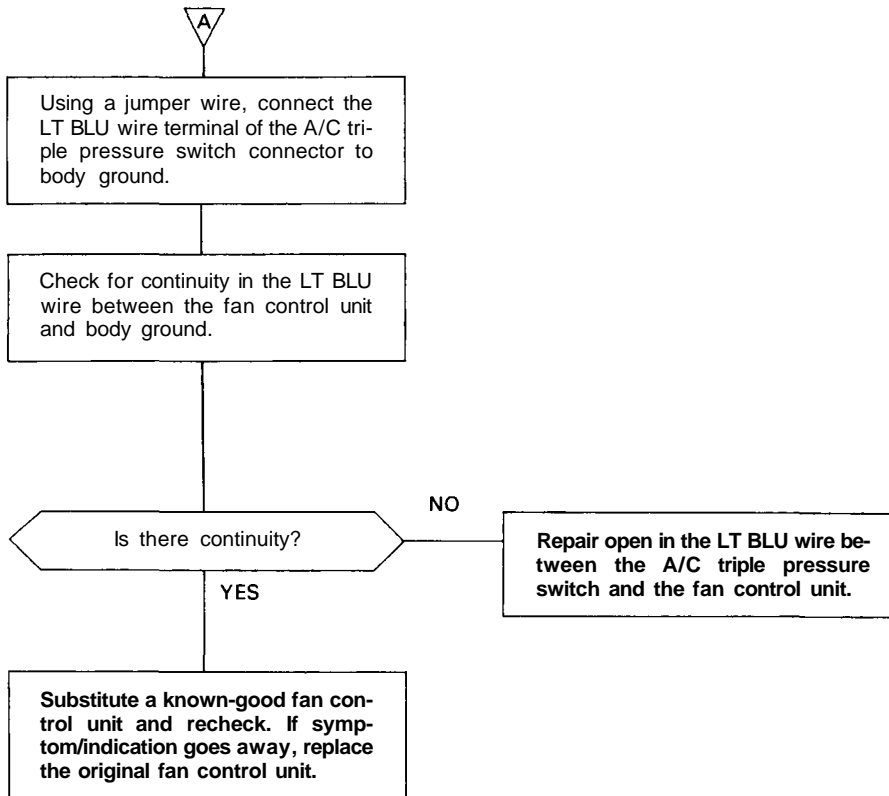 A
Using a jumper wire, connect the
LT BLU wire terminal of the A/C tri-
ple pressure switch connector to
body ground.
Check for continuity in the LT BLU
wire between the fan control unit
and body ground.
Is there continuity?
NO
Repair open in the LT BLU wire be-
tween the A/C triple pressure
switch and the fan control unit.
YES
Substitute a known-good fan con-
trol unit and recheck. If symp-
tom/indication goes away, replace
the original fan control unit.